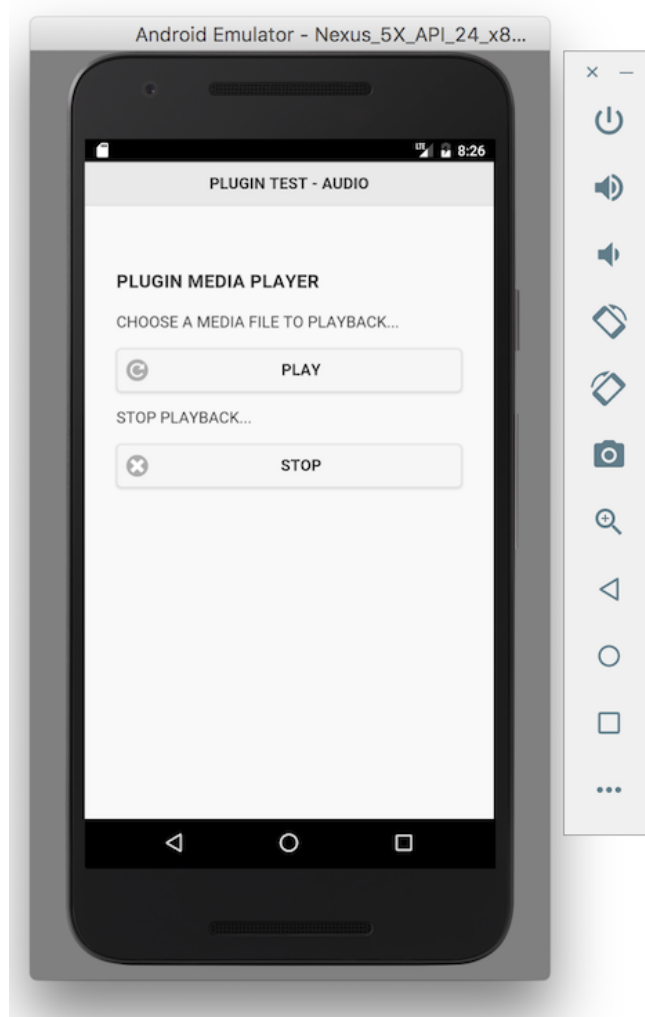 Android Emulator - Nexus_5X_API_24_x8...
LTE 8:26
PLUGIN TEST - AUDIO
PLUGIN MEDIA PLAYER
CHOOSE A MEDIA FILE TO PLAYBACK...
PLAY
STOP PLAYBACK...
STOP